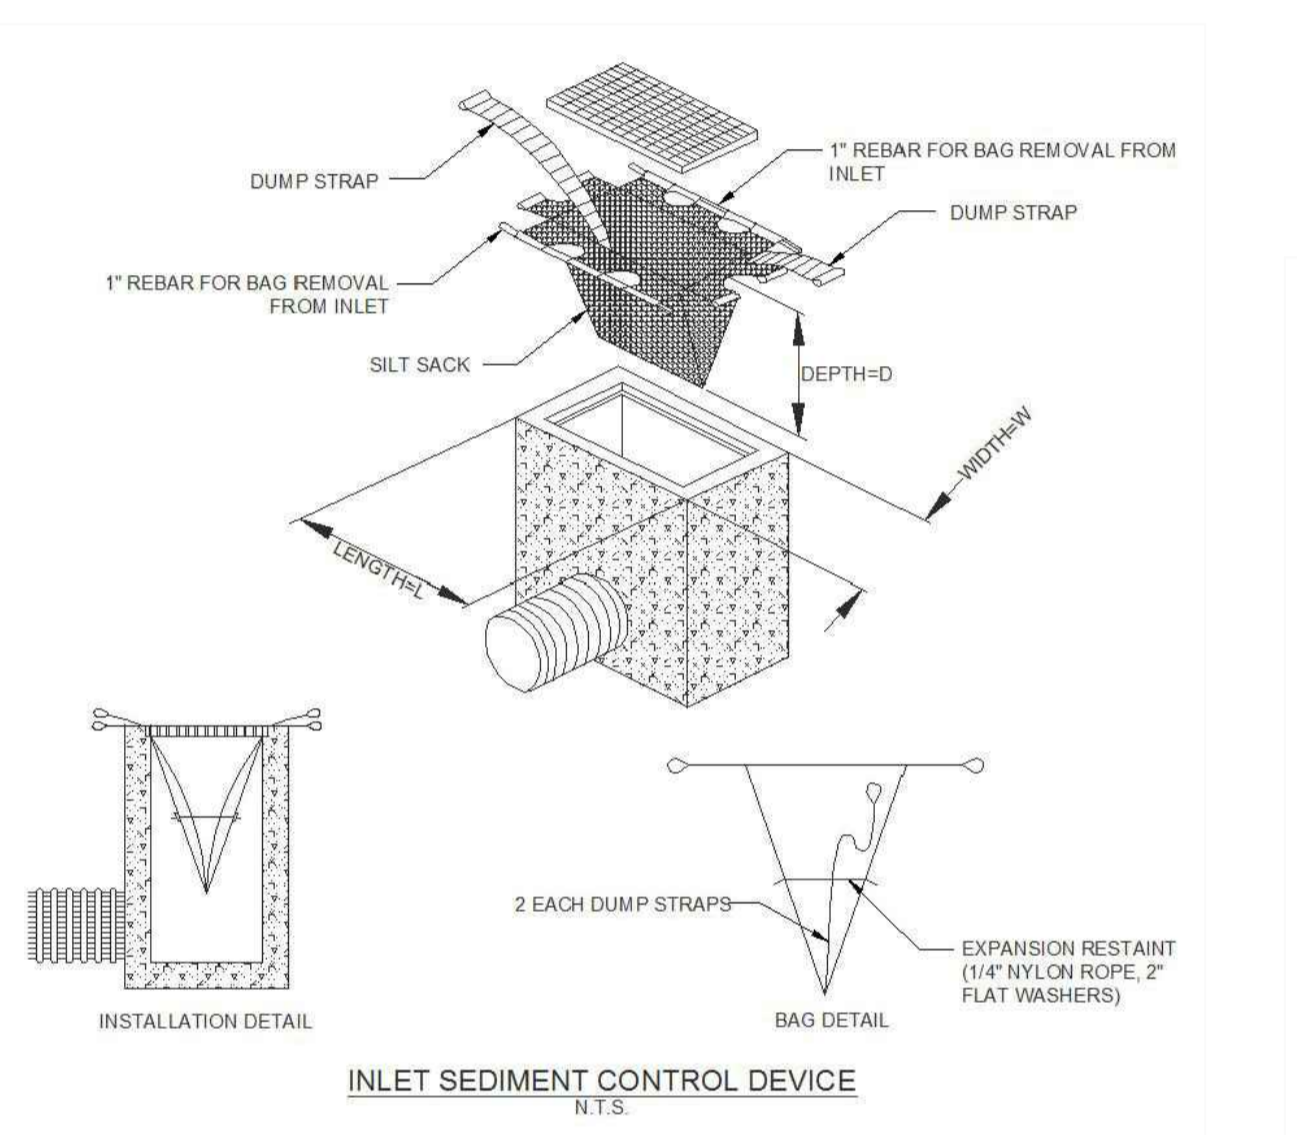 DUMP STRAP
1" REBAR FOR BAG REMOVAL FROM
INLET
DUMP STRAP
1" REBAR FOR BAG REMOVAL
FROM INLET
SILT SACK
DEPTH=D
WIDTH=W
LENGTH=L
2 EACH DUMP STRAPS
EXPANSION RESTAINT
(1/4" NYLON ROPE, 2"
FLAT WASHERS)
INSTALLATION DETAIL
BAG DETAIL
INLET SEDIMENT CONTROL DEVICE
N.T.S.